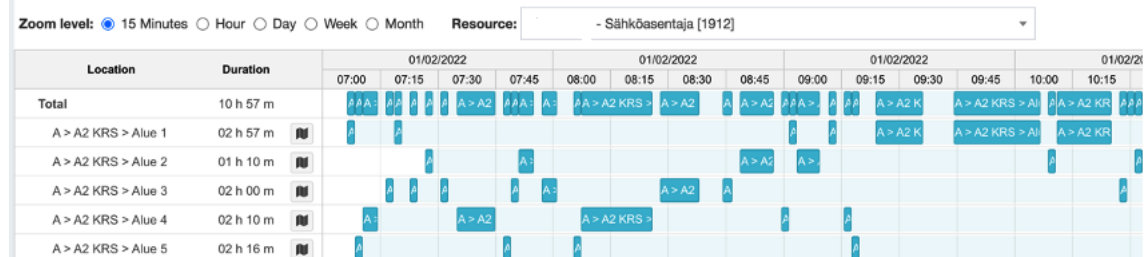 Zoom level: 15 Minutes Hour Day Week Month Resource: - Sähköasentaja [1912]
Location Duration 01/02/2022 01/02/2022 01/02/2022 01/02/2
07:00 07:15 07:30 07:45 08:00 08:15 08:30 08:45 09:00 09:15 09:30 09:45 10:00 10:15
Total 10 h 57 m A A A A A A A A > A2 A A A A A A > A2 KRS > A > A2 A A > A2 A A A > A A A A > A2 K A > A2 KRS > Al A A > A2 KR A A A
A > A2 KRS > Alue 1 02 h 57 m A A A A A > A2 K A > A2 KRS > Al A > A2 KR
A > A2 KRS > Alue 2 01 h 10 m A A A > A2 A > A A
A > A2 KRS > Alue 3 02 h 00 m A A A A A A > A2 A A
A > A2 KRS > Alue 4 02 h 10 m A A > A2 A > A2 KRS > A A
A > A2 KRS > Alue 5 02 h 16 m A A A A